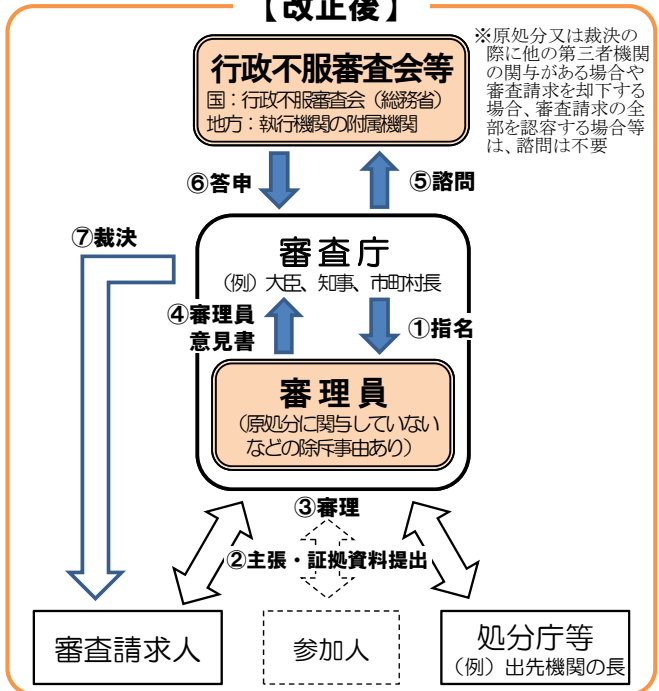 【改正後】
行政不服審査会等
国：行政不服審査会（総務省）
地方：執行機関の附属機関
※原処分又は裁決の
際に他の第三者機関
の関与がある場合や
審査請求を却下する
場合、審査請求の全
部を認容する場合等
は、諮問は不要
⑥答申
⑤諮問
⑦裁決
審査庁
（例）大臣、知事、市町村長
④審理員
意見書
①指名
審理員
（原処分に関与していない
などの除斥事由あり）
③審理
②主張・証拠資料提出
審査請求人
参加人
処分庁等
（例）出先機関の長